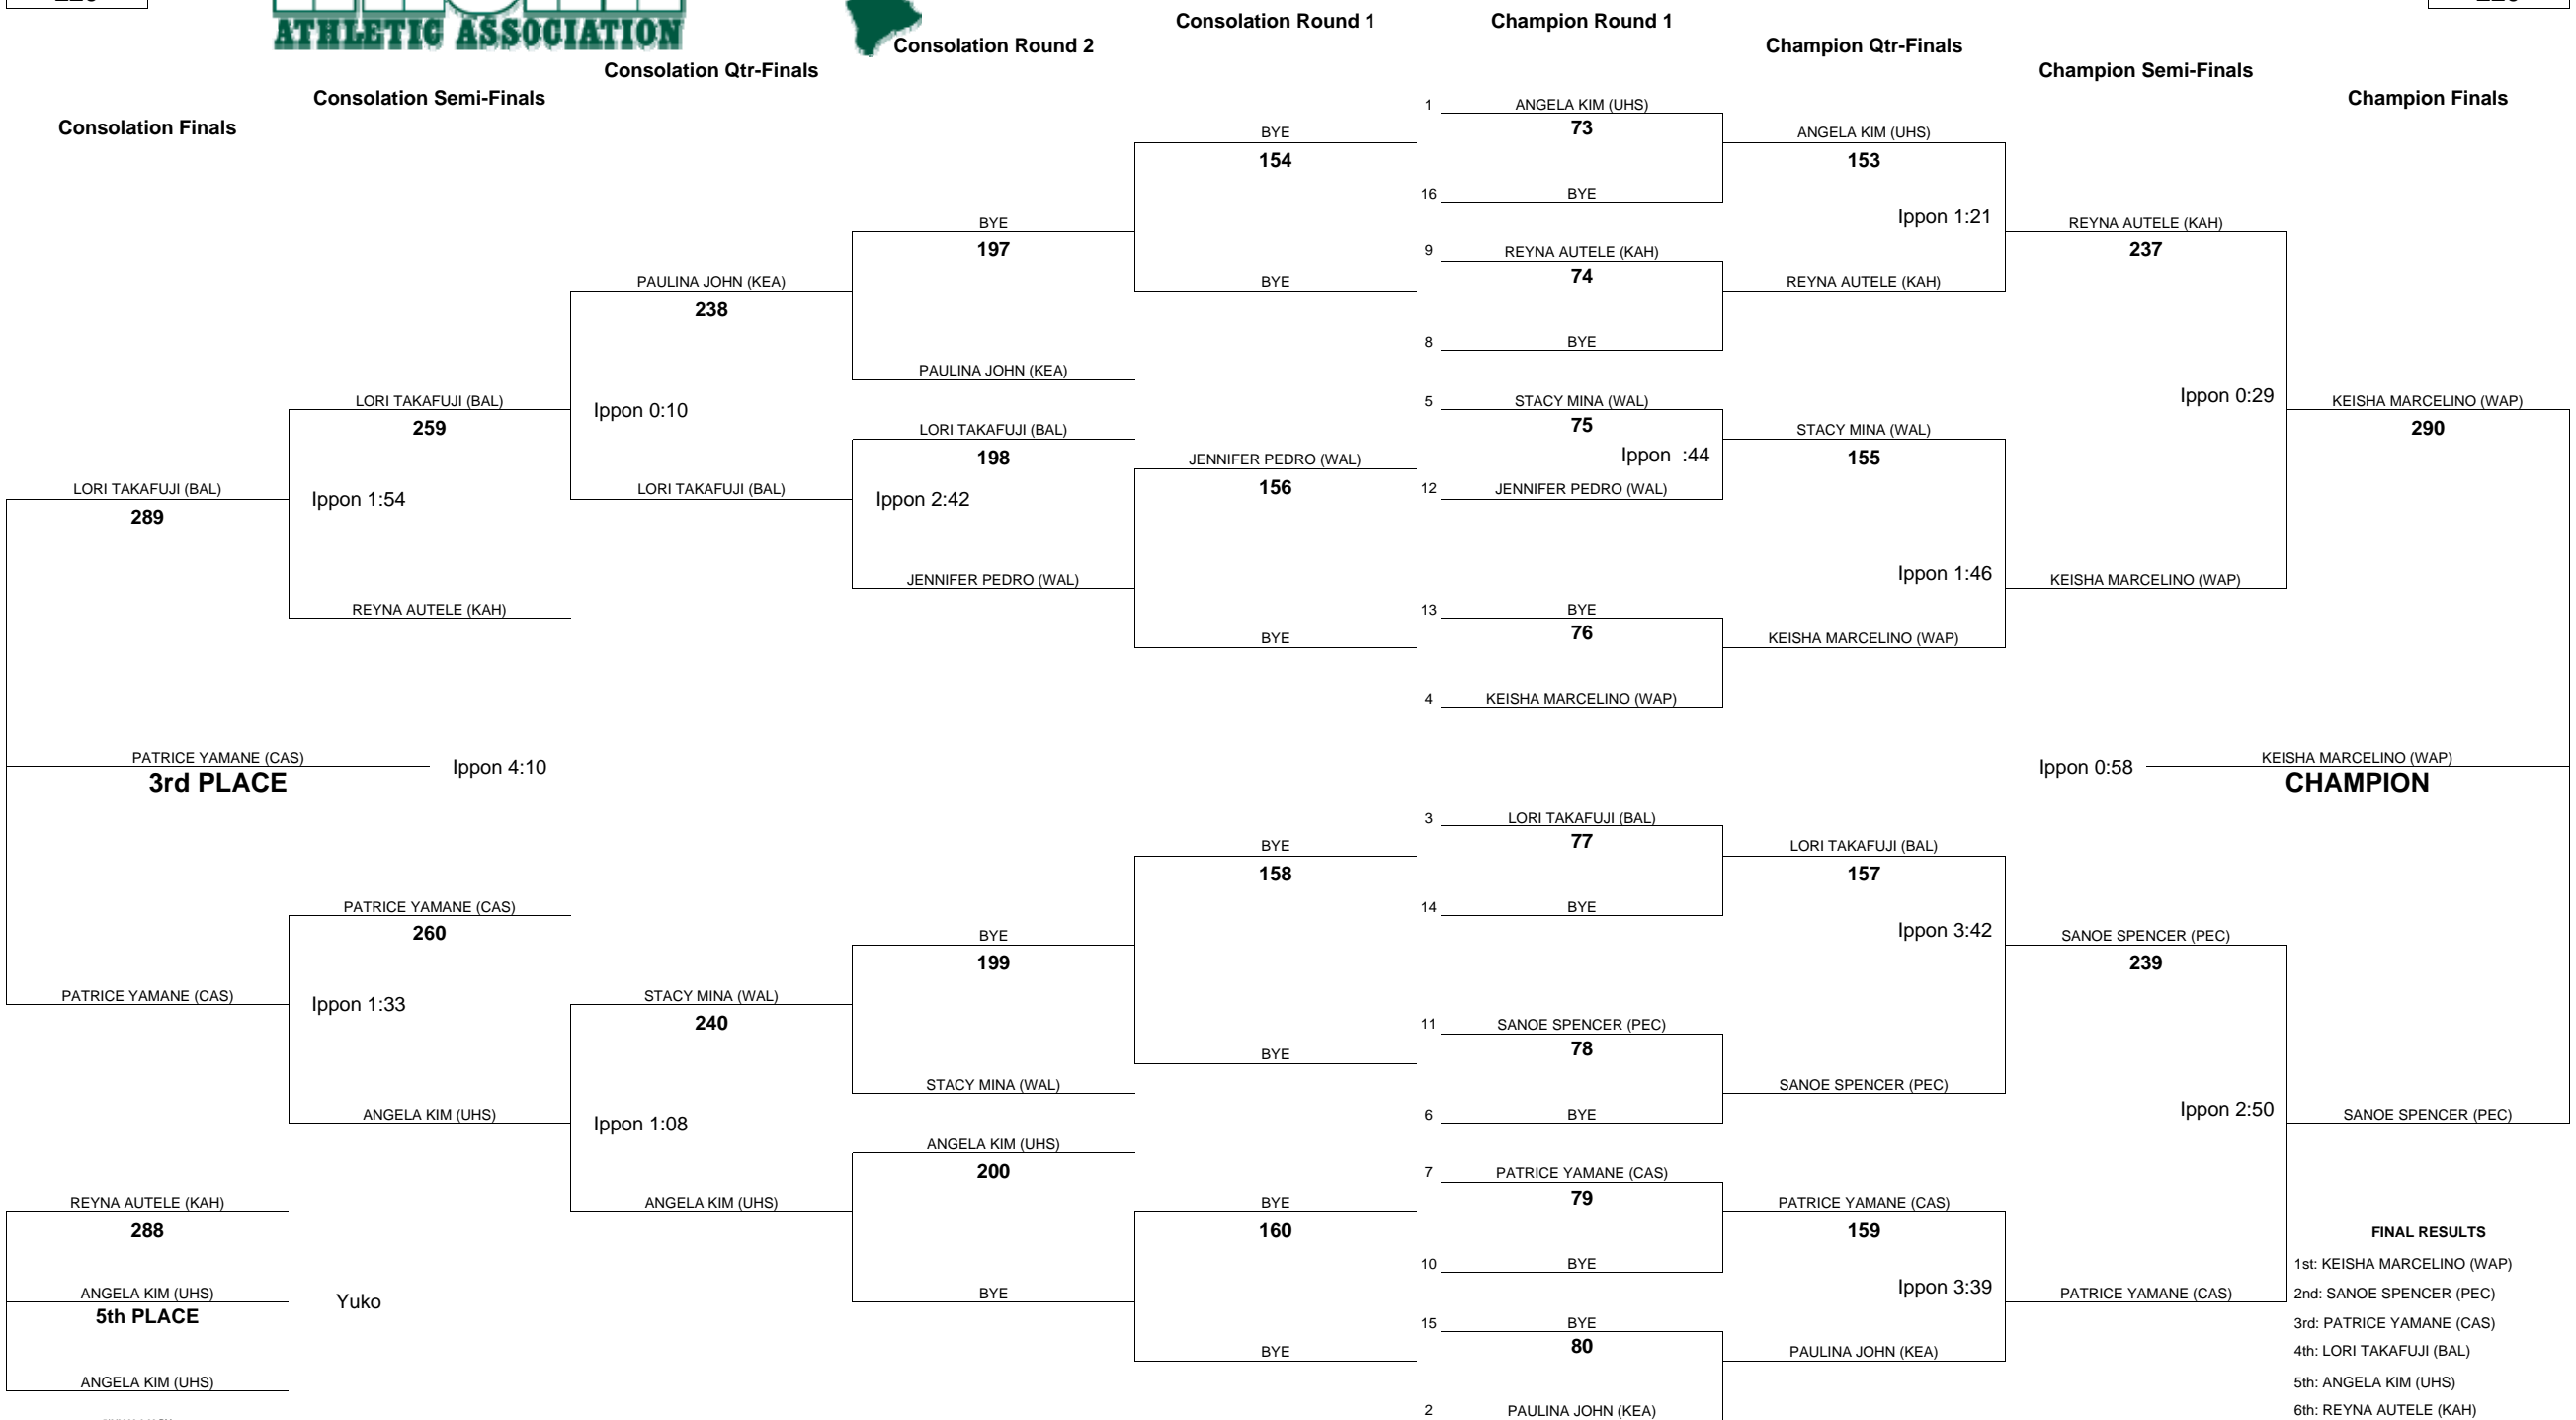 ATHLETIC ASSOCIATION
Consolation Round 1
Champion Round 1
Consolation Round 2
Champion Qtr-Finals
Consolation Qtr-Finals
Champion Semi-Finals
Consolation Semi-Finals
Champion Finals
Consolation Finals
LORI TAKAFUJI (BAL)
289
PATRICE YAMANE (CAS)
3rd PLACE
Ippon 4:10
PATRICE YAMANE (CAS)
REYNA AUTELE (KAH)
288
ANGELA KIM (UHS)
5th PLACE
Yuko
ANGELA KIM (UHS)
LORI TAKAFUJI (BAL)
259
Ippon 1:54
REYNA AUTELE (KAH)
PATRICE YAMANE (CAS)
260
Ippon 1:33
ANGELA KIM (UHS)
PAULINA JOHN (KEA)
238
Ippon 0:10
LORI TAKAFUJI (BAL)
STACY MINA (WAL)
240
Ippon 1:08
ANGELA KIM (UHS)
BYE
197
PAULINA JOHN (KEA)
LORI TAKAFUJI (BAL)
198
Ippon 2:42
JENNIFER PEDRO (WAL)
BYE
199
STACY MINA (WAL)
ANGELA KIM (UHS)
200
BYE
BYE
154
BYE
JENNIFER PEDRO (WAL)
156
BYE
BYE
158
BYE
BYE
160
BYE
1 ANGELA KIM (UHS)
73
16 BYE
9 REYNA AUTELE (KAH)
74
8 BYE
5 STACY MINA (WAL)
75
Ippon :44
12 JENNIFER PEDRO (WAL)
13 BYE
76
4 KEISHA MARCELINO (WAP)
3 LORI TAKAFUJI (BAL)
77
14 BYE
11 SANOE SPENCER (PEC)
78
6 BYE
7 PATRICE YAMANE (CAS)
79
10 BYE
15 BYE
80
2 PAULINA JOHN (KEA)
ANGELA KIM (UHS)
153
Ippon 1:21
REYNA AUTELE (KAH)
STACY MINA (WAL)
155
Ippon 1:46
KEISHA MARCELINO (WAP)
LORI TAKAFUJI (BAL)
157
Ippon 3:42
SANOE SPENCER (PEC)
PATRICE YAMANE (CAS)
159
Ippon 3:39
PAULINA JOHN (KEA)
REYNA AUTELE (KAH)
237
Ippon 0:29
KEISHA MARCELINO (WAP)
SANOE SPENCER (PEC)
239
Ippon 2:50
PATRICE YAMANE (CAS)
KEISHA MARCELINO (WAP)
290
Ippon 0:58
KEISHA MARCELINO (WAP)
CHAMPION
SANOE SPENCER (PEC)
FINAL RESULTS
1st: KEISHA MARCELINO (WAP)
2nd: SANOE SPENCER (PEC)
3rd: PATRICE YAMANE (CAS)
4th: LORI TAKAFUJI (BAL)
5th: ANGELA KIM (UHS)
6th: REYNA AUTELE (KAH)